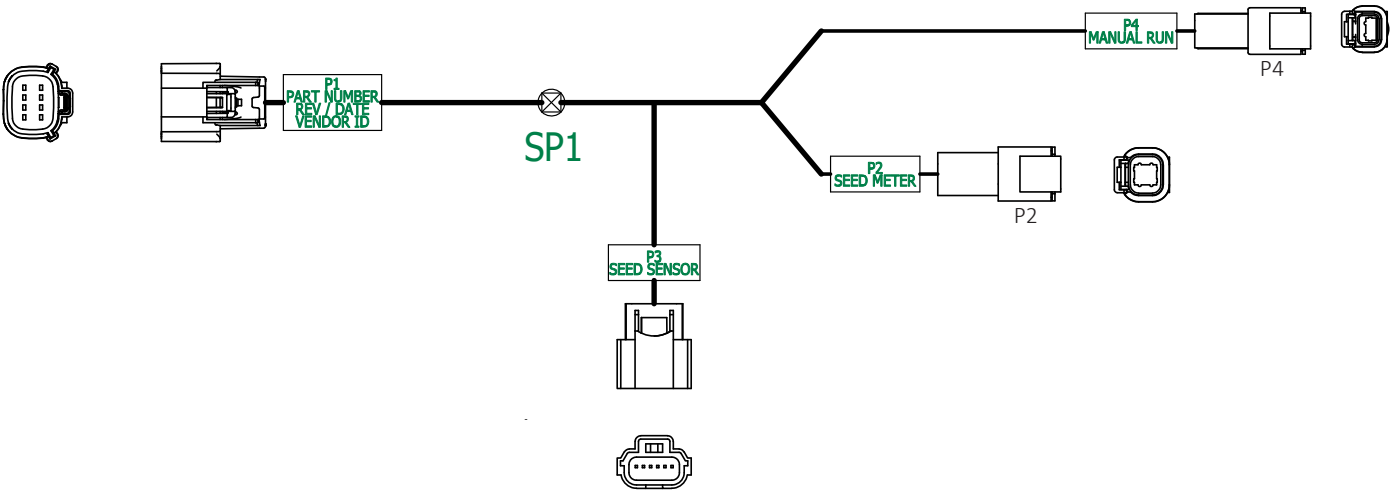 P4
MANUAL RUN
P4
P1
PART NUMBER
REV / DATE
VENDOR ID
SP1
P2
SEED METER
P2
P3
SEED SENSOR